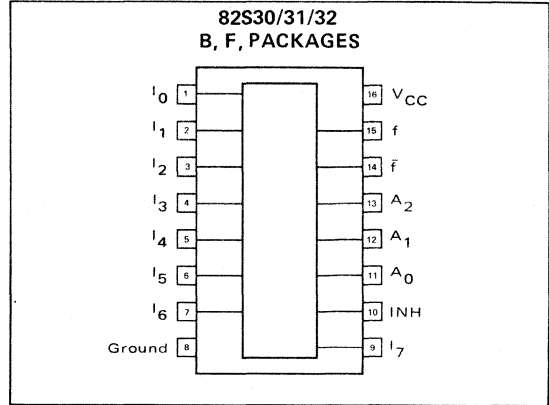 82S30/31/32
B, F, PACKAGES
I0 1
I1 2
I2 3
I3 4
I4 5
I5 6
I6 7
Ground 8
16 VCC
15 f
14 f̄
13 A2
12 A1
11 A0
10 INH
9 I7